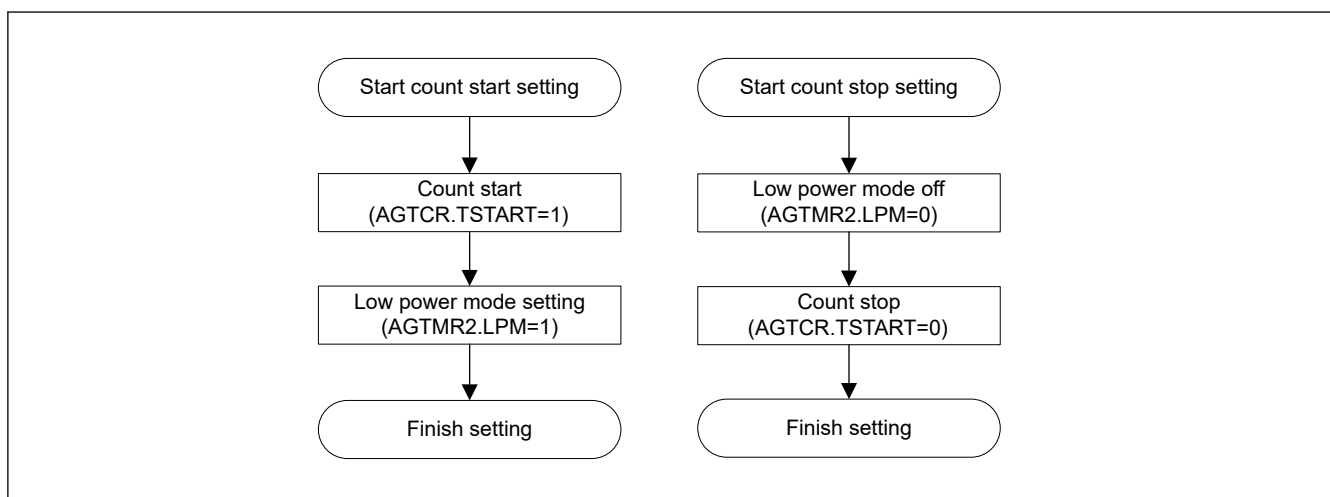 Start count start setting
Count start
(AGTCR.TSTART=1)
Low power mode setting
(AGTMR2.LPM=1)
Finish setting
Start count stop setting
Low power mode off
(AGTMR2.LPM=0)
Count stop
(AGTCR.TSTART=0)
Finish setting